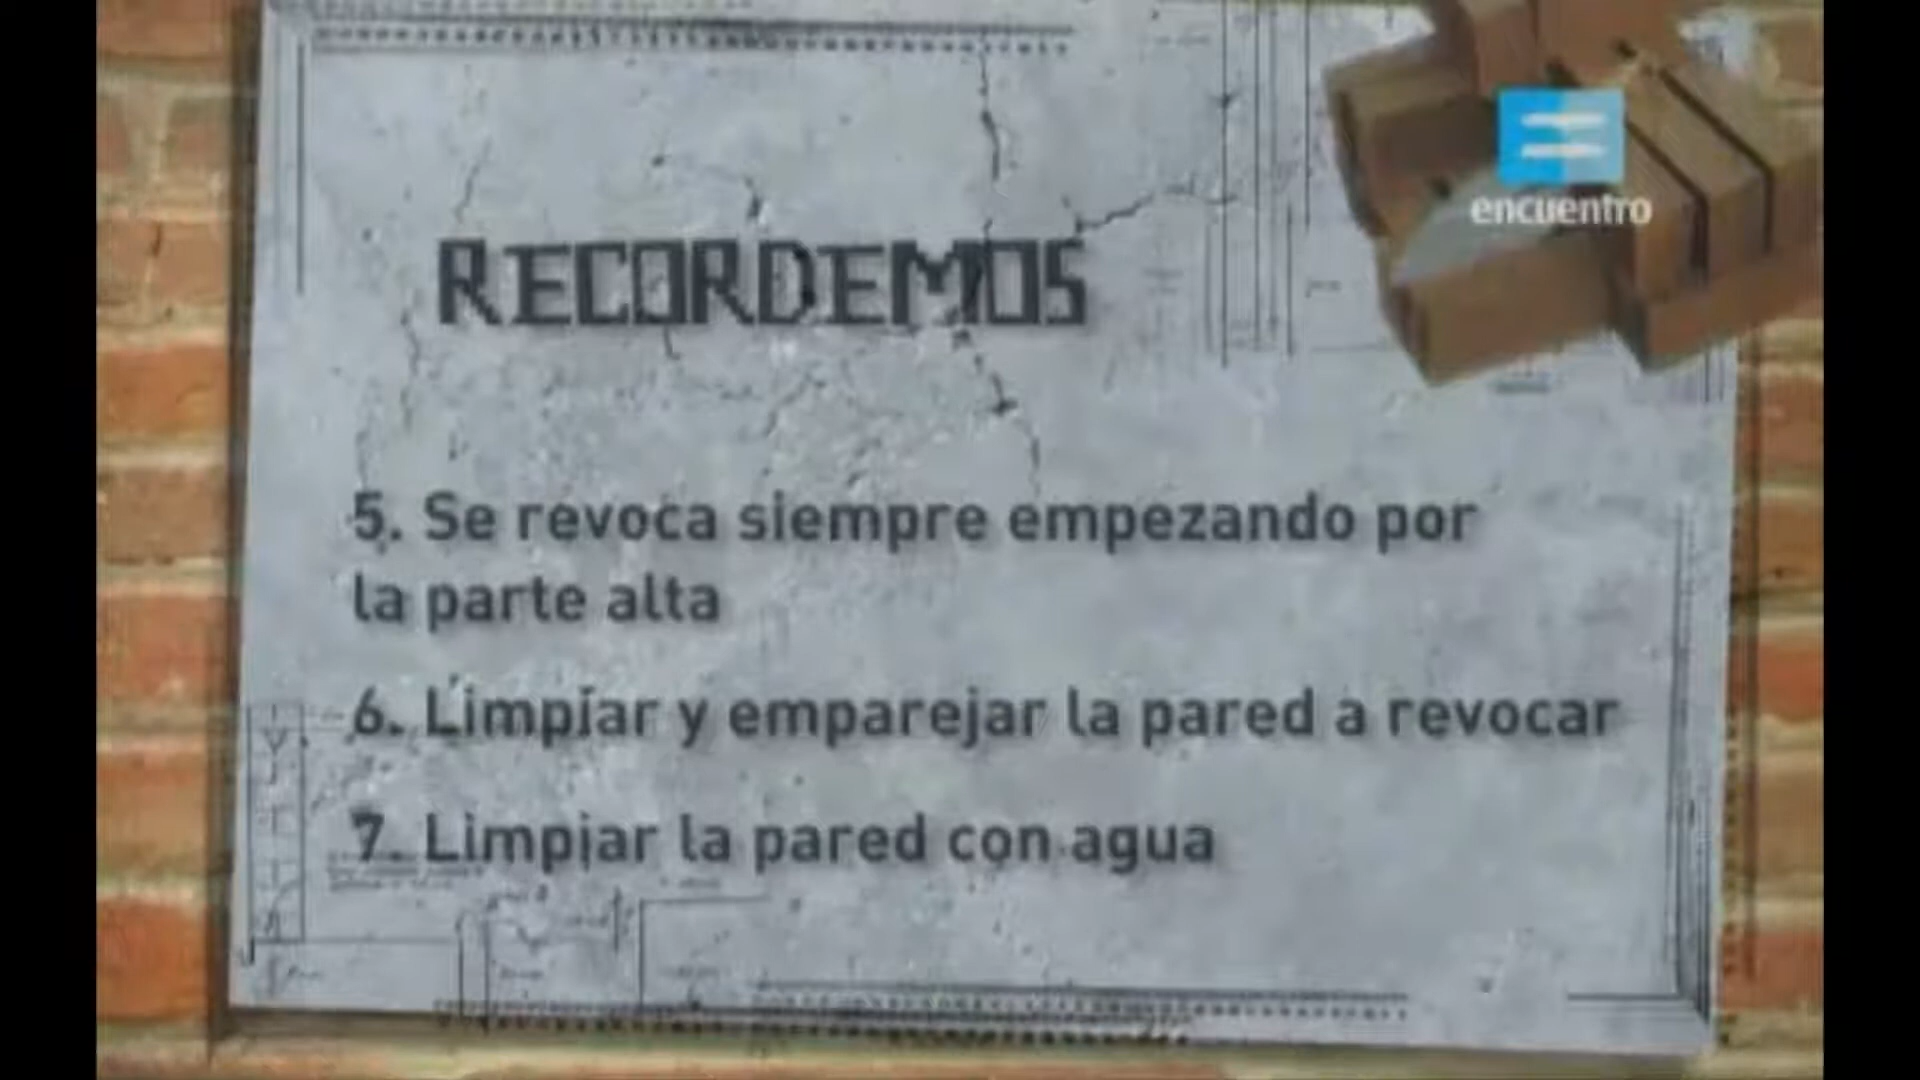 encuentro
RECORDEMOS
5. Se revoca siempre empezando por
la parte alta
6. Limpiar y emparejar la pared a revocar
7. Limpiar la pared con agua